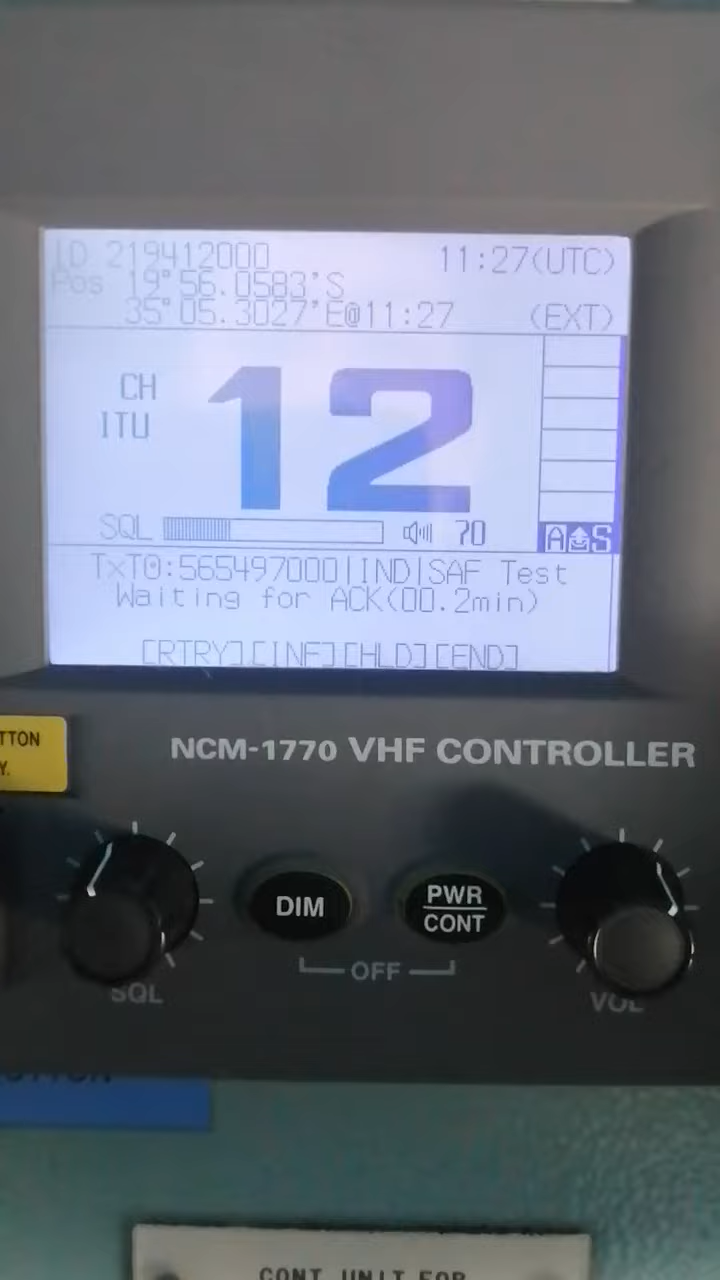 ID 219412000 11:27(UTC)
Pos 19°56.0583'S
35°05.3027'E@11:27 (EXT)
CH 12
ITU
SQL 70
A S
TxTO:565497000|IND|SAF Test
Waiting for ACK(00.2min)
[RTRY][INF][HLD][END]
TTON
Y.
NCM-1770 VHF CONTROLLER
DIM
PWR
CONT
OFF
SQL
VOL
CONT UNIT FOR